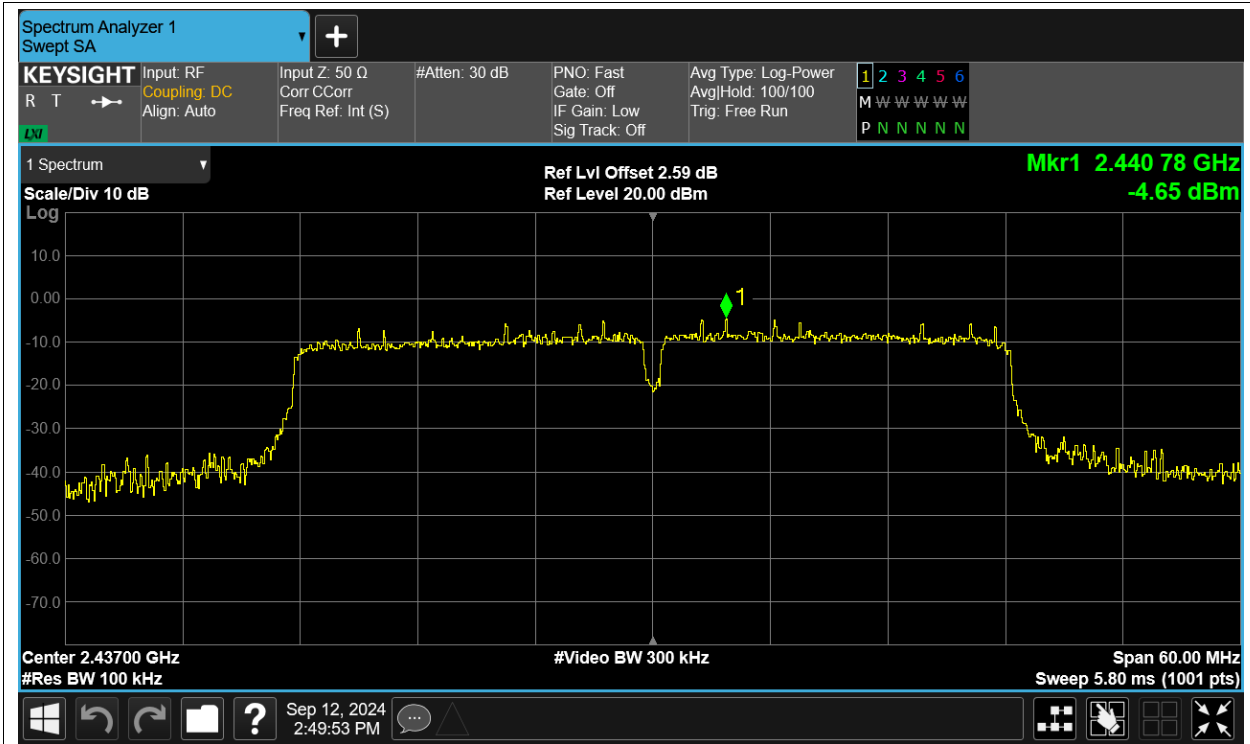 Spectrum Analyzer 1
Swept SA
KEYSIGHT
R T
LXI
Input: RF
Coupling: DC
Align: Auto
Input Z: 50 Ω
Corr CCorr
Freq Ref: Int (S)
#Atten: 30 dB
PNO: Fast
Gate: Off
IF Gain: Low
Sig Track: Off
Avg Type: Log-Power
Avg|Hold: 100/100
Trig: Free Run
1 2 3 4 5 6
M W W W W W
P N N N N N
1 Spectrum
Scale/Div 10 dB
Log
Ref Lvl Offset 2.59 dB
Ref Level 20.00 dBm
Mkr1 2.440 78 GHz
-4.65 dBm
10.0
0.00
-10.0
-20.0
-30.0
-40.0
-50.0
-60.0
-70.0
1
Center 2.43700 GHz
#Res BW 100 kHz
#Video BW 300 kHz
Span 60.00 MHz
Sweep 5.80 ms (1001 pts)
?
Sep 12, 2024
2:49:53 PM